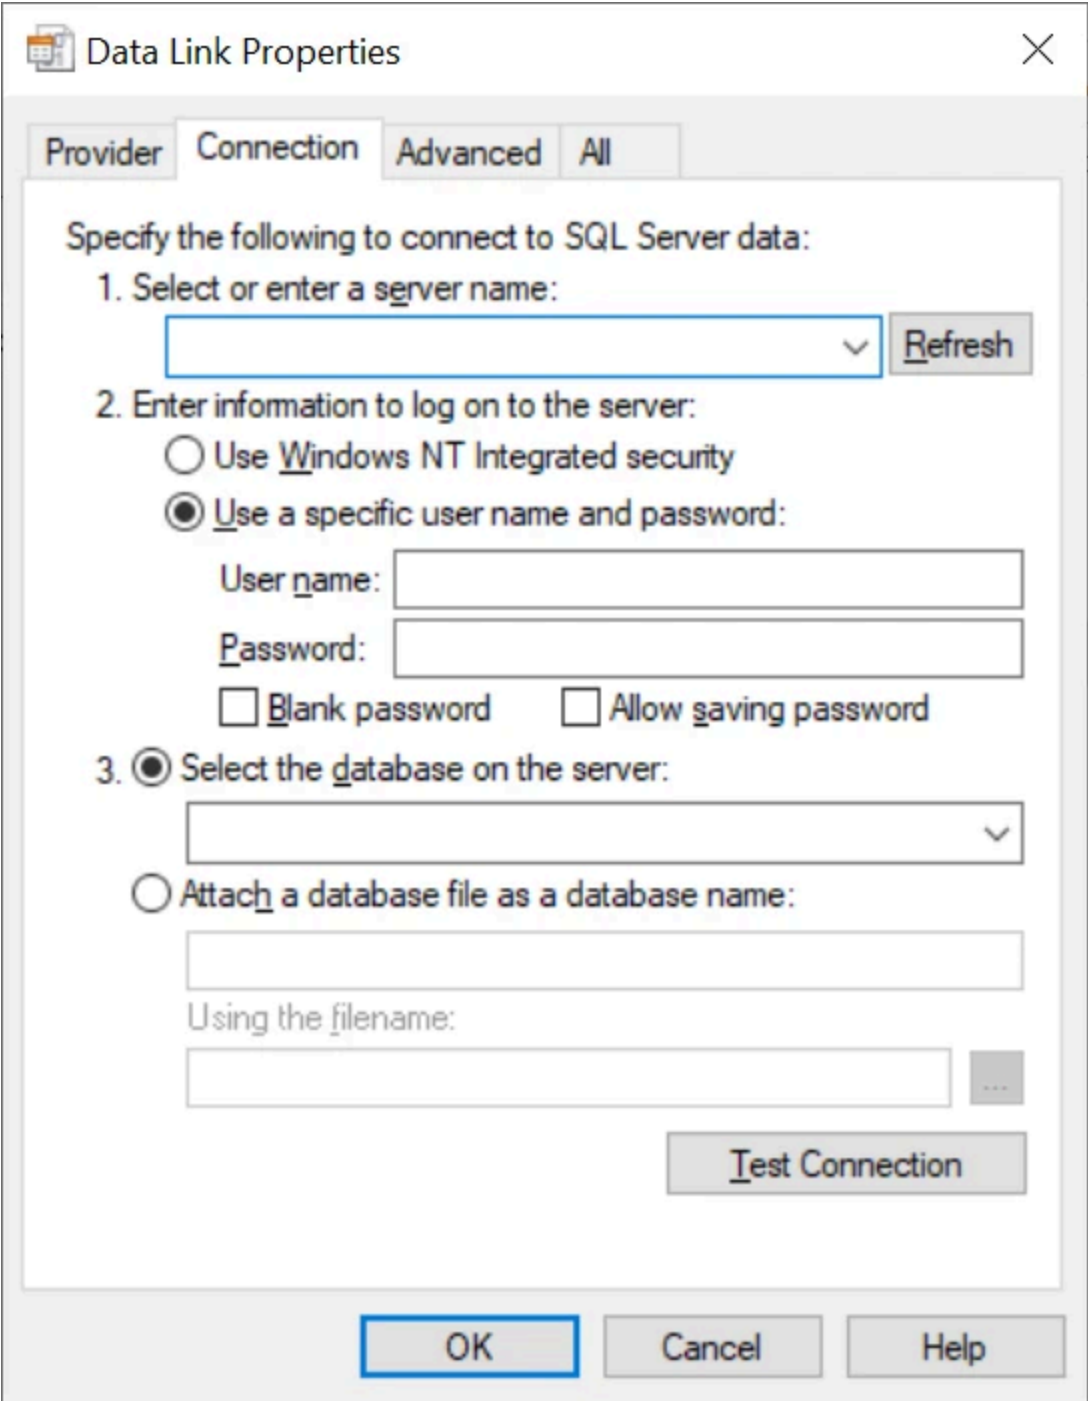 Data Link Properties
Provider Connection Advanced All
Specify the following to connect to SQL Server data:
1. Select or enter a server name:
Refresh
2. Enter information to log on to the server:
Use Windows NT Integrated security
Use a specific user name and password:
User name:
Password:
Blank password Allow saving password
3. Select the database on the server:
Attach a database file as a database name:
Using the filename:
...
Test Connection
OK Cancel Help